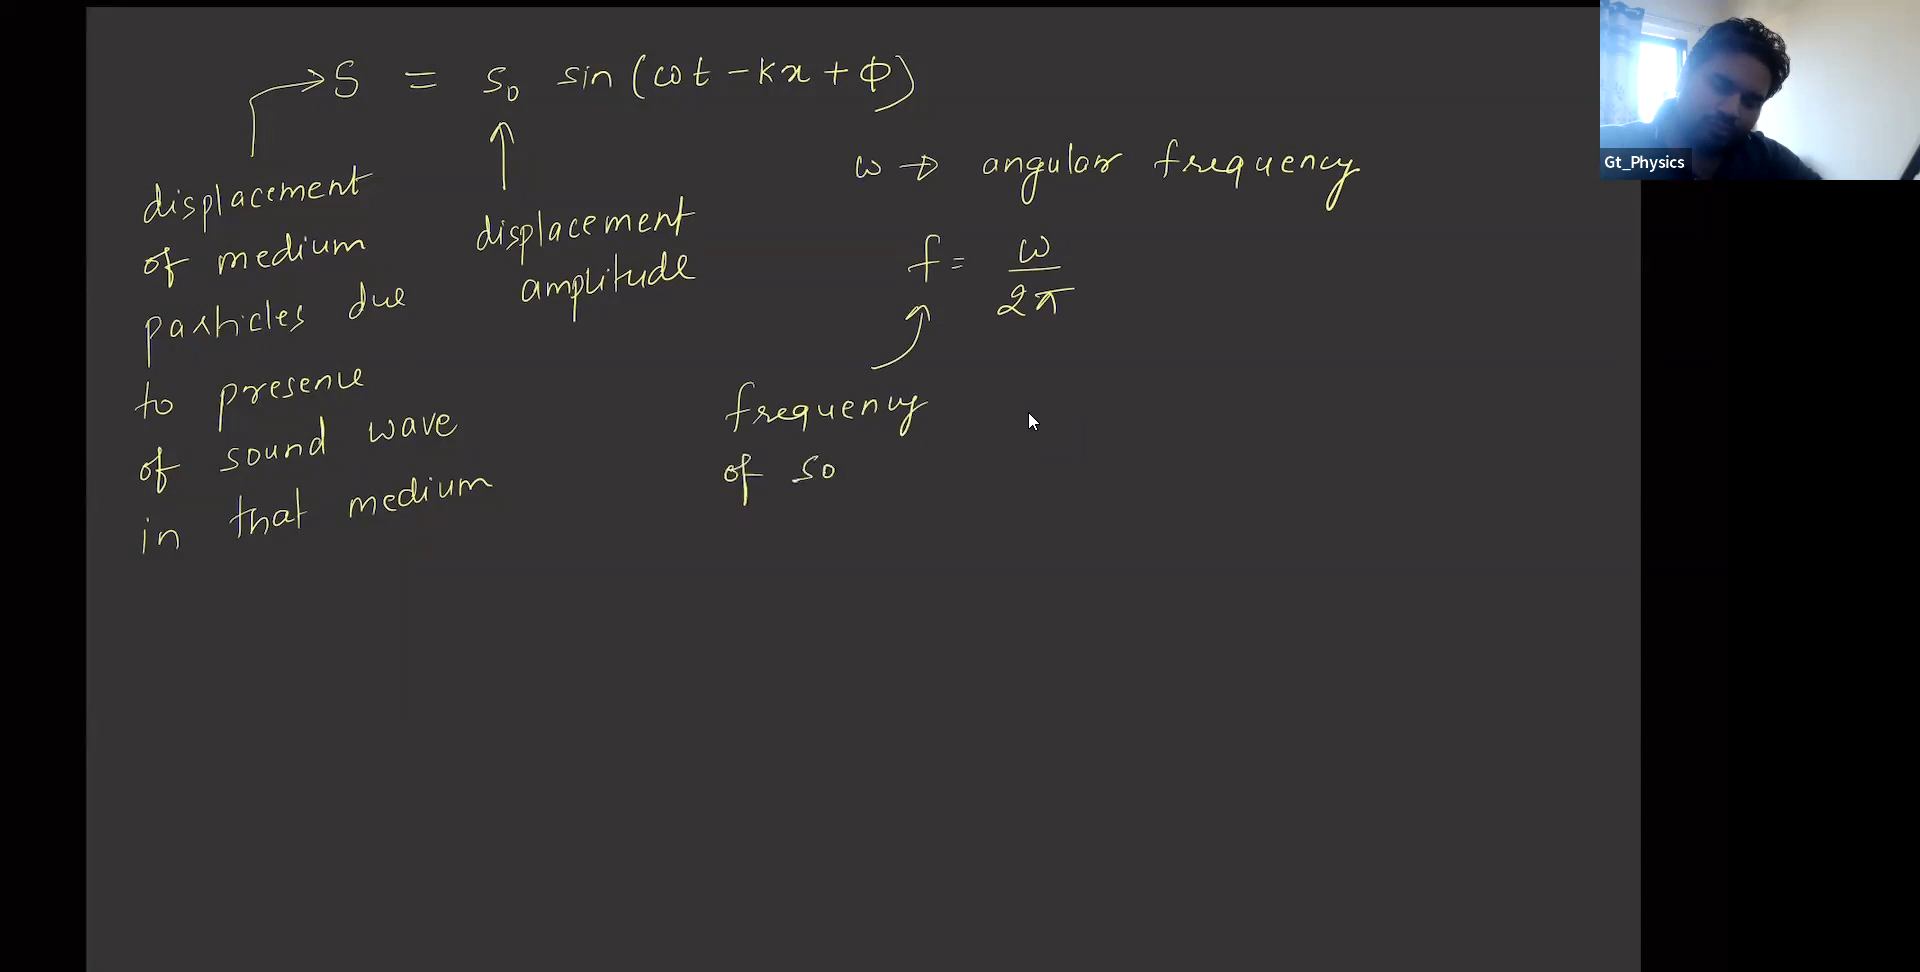 S = s₀ sin (ωt - kx + ϕ)
displacement
of medium
particles due
to presence
of sound wave
in that medium
displacement
amplitude
ω → angular frequency
f = ω/2π
frequency
of so
Gt_Physics